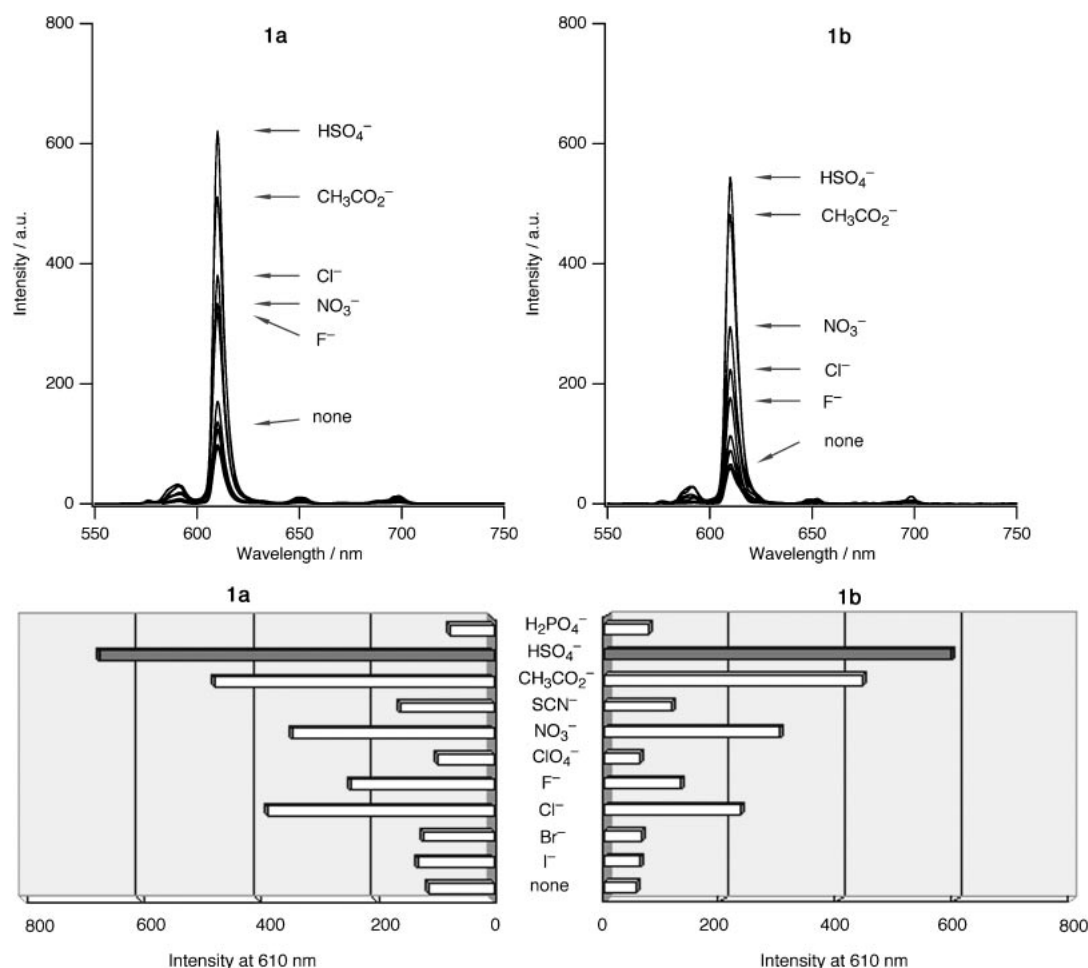 1a
800
600
400
200
0
Intensity / a.u.
HSO₄⁻
CH₃CO₂⁻
Cl⁻
NO₃⁻
F⁻
none
550 600 650 700 750
Wavelength / nm
1b
800
600
400
200
0
Intensity / a.u.
HSO₄⁻
CH₃CO₂⁻
NO₃⁻
Cl⁻
F⁻
none
550 600 650 700 750
Wavelength / nm
1a 1b
H₂PO₄⁻
HSO₄⁻
CH₃CO₂⁻
SCN⁻
NO₃⁻
ClO₄⁻
F⁻
Cl⁻
Br⁻
I⁻
none
800 600 400 200 0
0 200 400 600 800
Intensity at 610 nm
Intensity at 610 nm